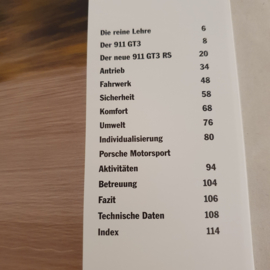 Die reine Lehre 6
Der 911 GT3 8
Der neue 911 GT3 RS 20
Antrieb 34
Fahrwerk 48
Sicherheit 58
Komfort 68
Umwelt 76
Individualisierung 80
Porsche Motorsport
Aktivitäten 94
Betreuung 104
Fazit 106
Technische Daten 108
Index 114